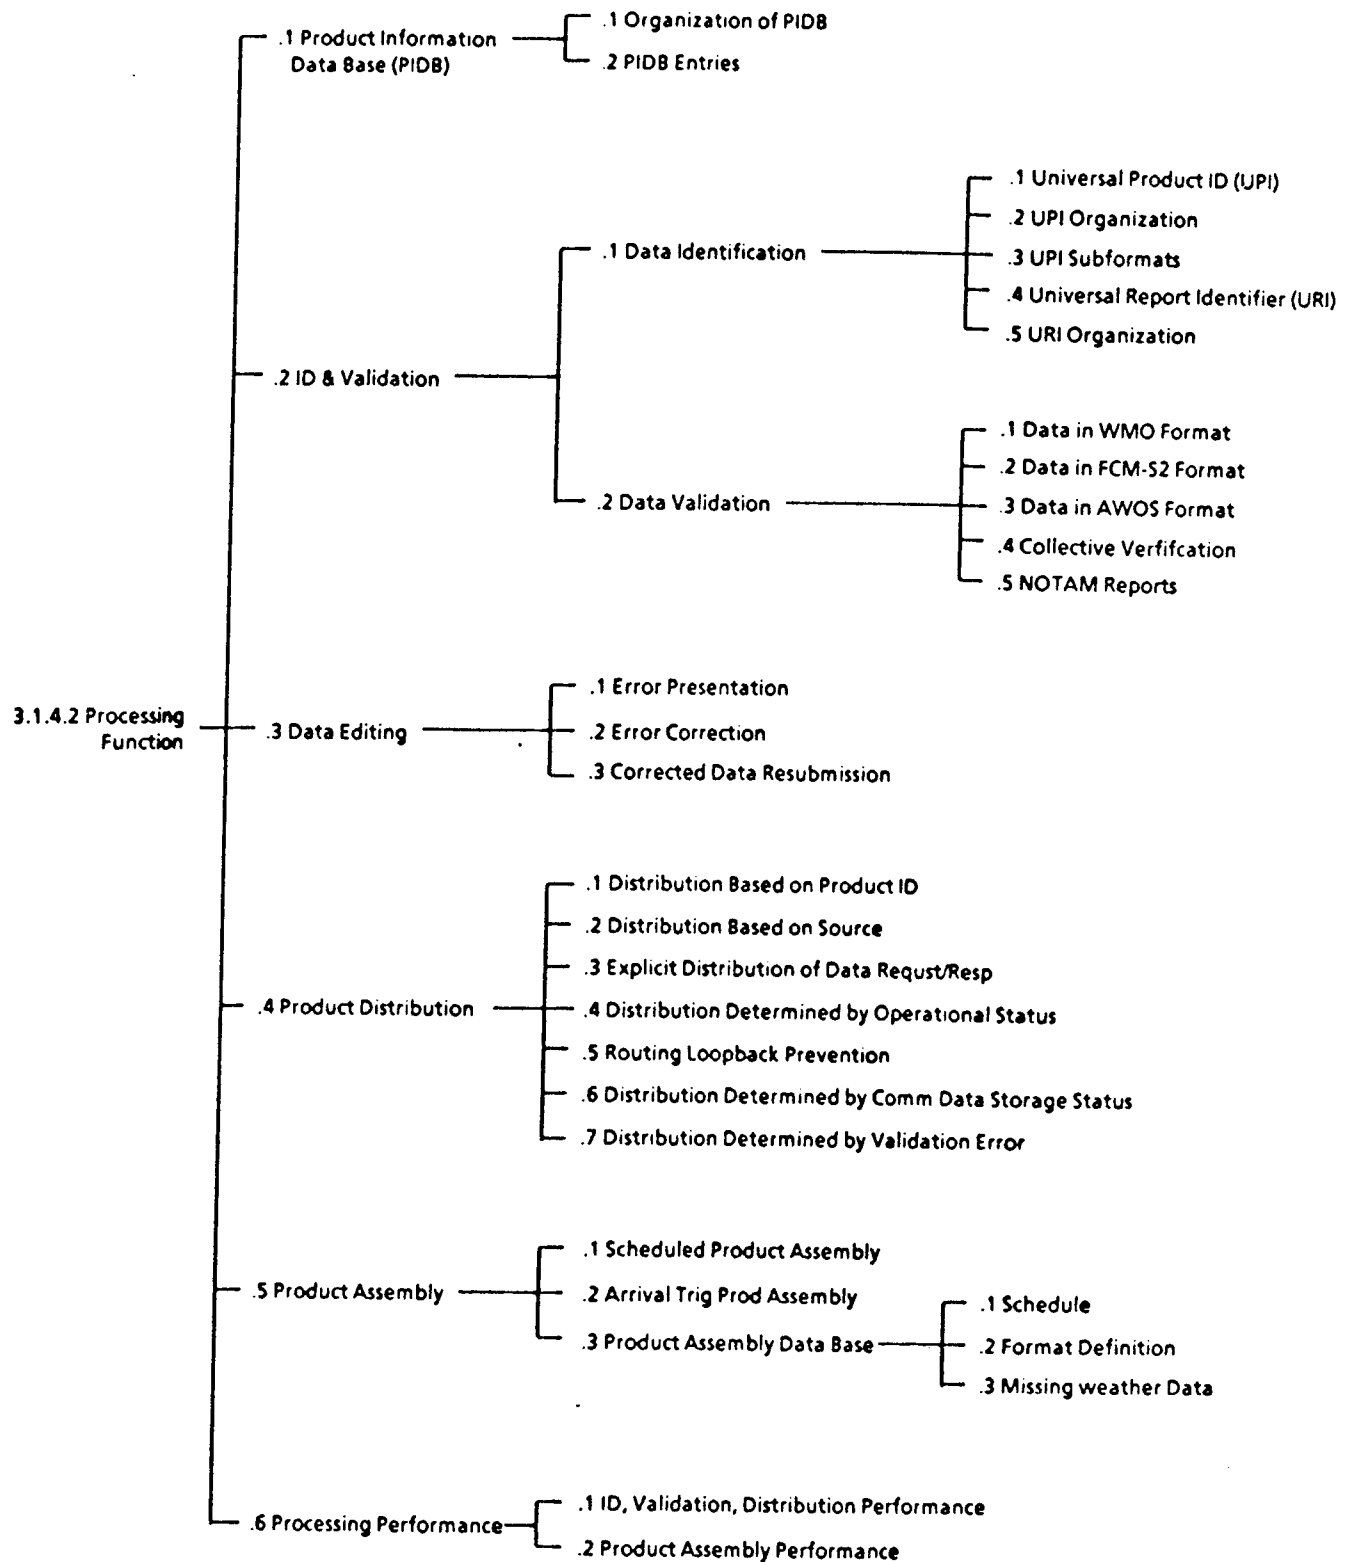 .1 Organization of PIDB
.1 Product Information
Data Base (PIDB)
.2 PIDB Entries
.1 Universal Product ID (UPI)
.2 UPI Organization
.1 Data Identification
.3 UPI Subformats
.4 Universal Report Identifier (URI)
.5 URI Organization
.2 ID & Validation
.1 Data in WMO Format
.2 Data in FCM-S2 Format
.2 Data Validation
.3 Data in AWOS Format
.4 Collective Verfifcation
.5 NOTAM Reports
3.1.4.2 Processing
Function
.3 Data Editing
.1 Error Presentation
.2 Error Correction
.3 Corrected Data Resubmission
.4 Product Distribution
.1 Distribution Based on Product ID
.2 Distribution Based on Source
.3 Explicit Distribution of Data Requst/Resp
.4 Distribution Determined by Operational Status
.5 Routing Loopback Prevention
.6 Distribution Determined by Comm Data Storage Status
.7 Distribution Determined by Validation Error
.5 Product Assembly
.1 Scheduled Product Assembly
.2 Arrival Trig Prod Assembly
.3 Product Assembly Data Base
.1 Schedule
.2 Format Definition
.3 Missing weather Data
.6 Processing Performance
.1 ID, Validation, Distribution Performance
.2 Product Assembly Performance